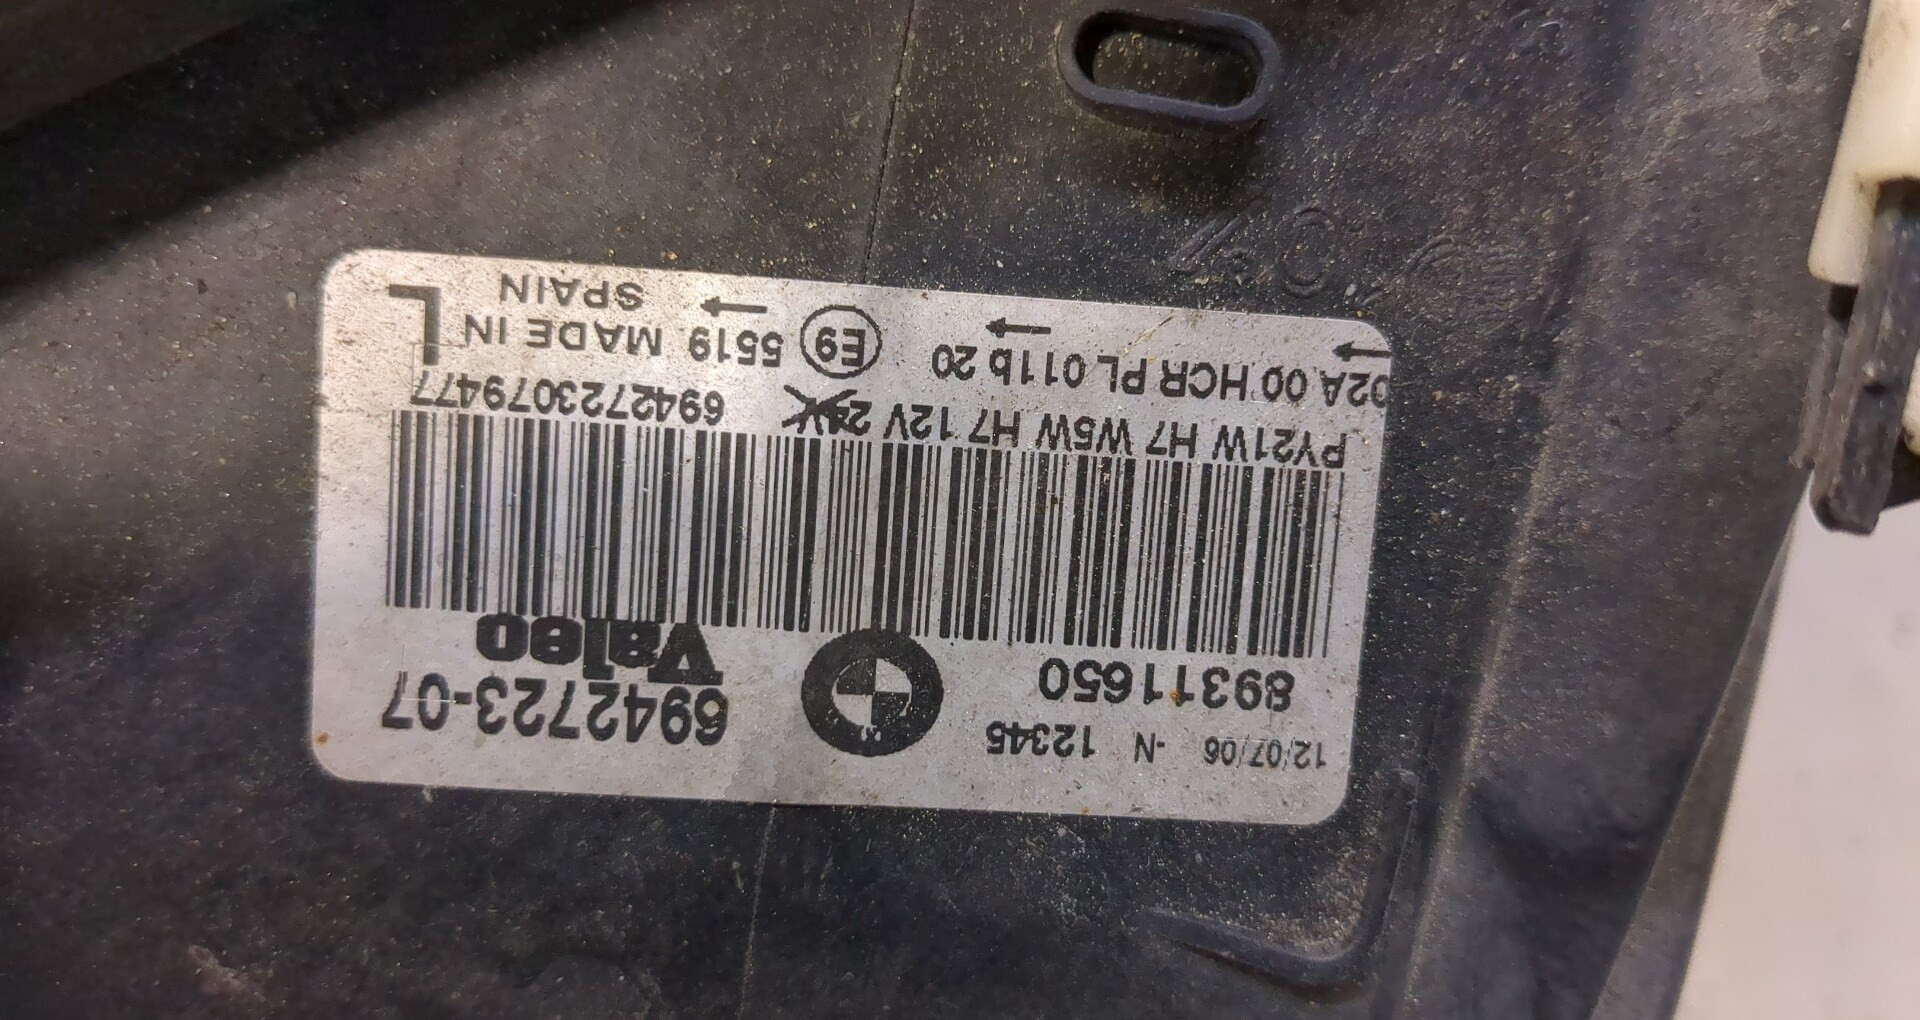 12/07/06 -N 12345
6942723-07
89311650
Valeo
PY21W H7 W5W H7 12V
6942723079477
02A 00 HCR PL 011b 20
E9
5519 MADE IN
SPAIN
L